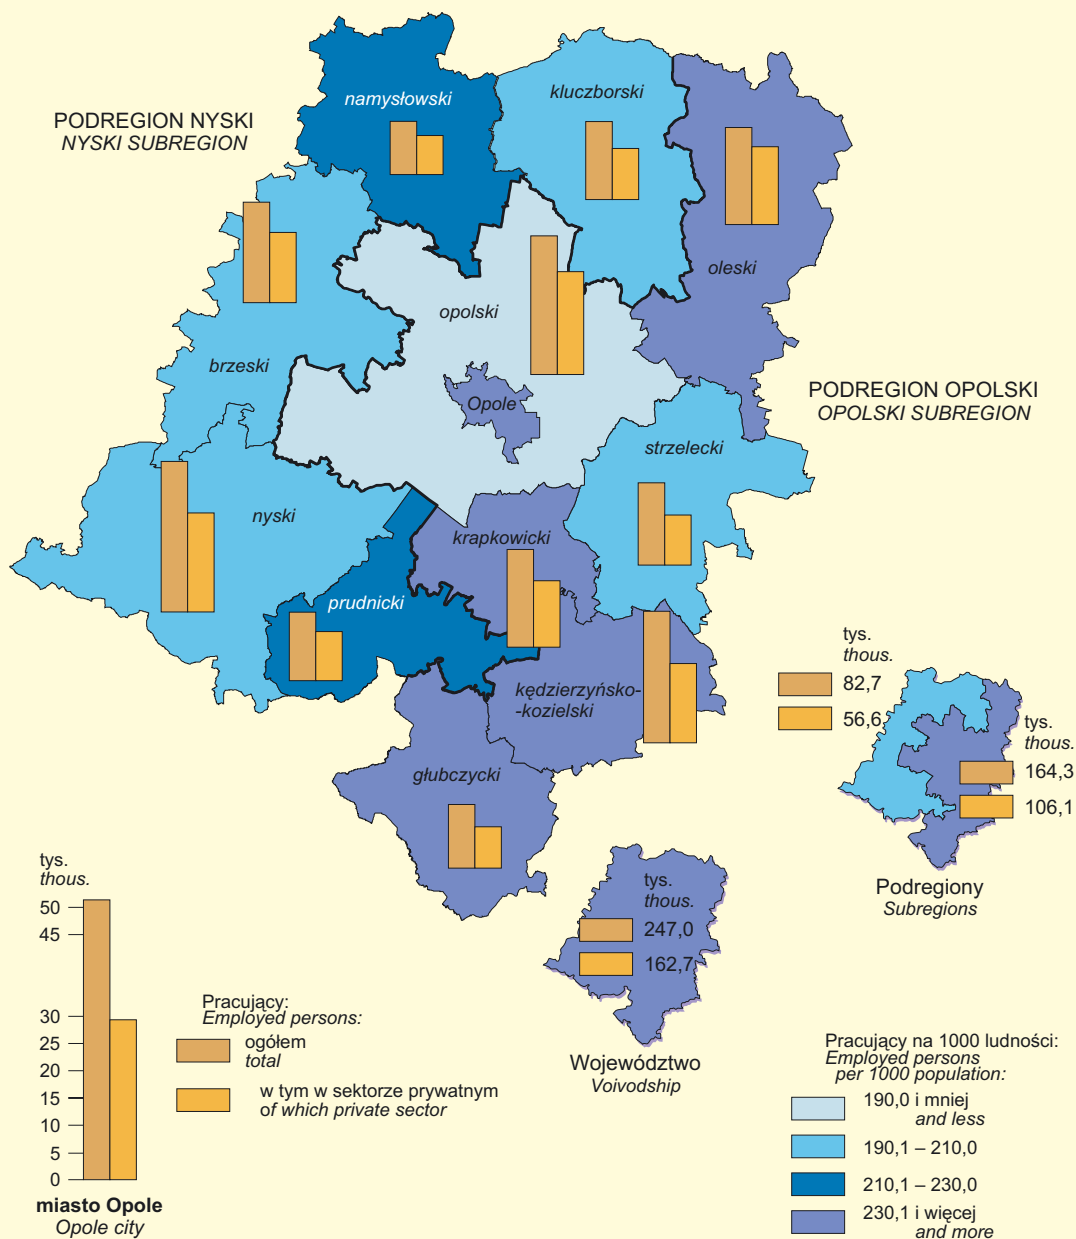 namysłowski
kluczborski
PODREGION NYSKI
NYSKI SUBREGION
oleski
opolski
brzeski
Opole
PODREGION OPOLSKI
OPOLSKI SUBREGION
strzelecki
nyski
krapkowicki
prudnicki
kędzierzyńsko-
-kozielski
głubczycki
tys.
thous.
82,7
56,6
tys.
thous.
164,3
106,1
Podregiony
Subregions
tys.
thous.
247,0
162,7
Województwo
Voivodship
tys.
thous.
50
45
30
25
20
15
10
5
0
miasto Opole
Opole city
Pracujący:
Employed persons:
ogółem
total
w tym w sektorze prywatnym
of which private sector
Pracujący na 1000 ludności:
Employed persons
per 1000 population:
190,0 i mniej
and less
190,1 – 210,0
210,1 – 230,0
230,1 i więcej
and more